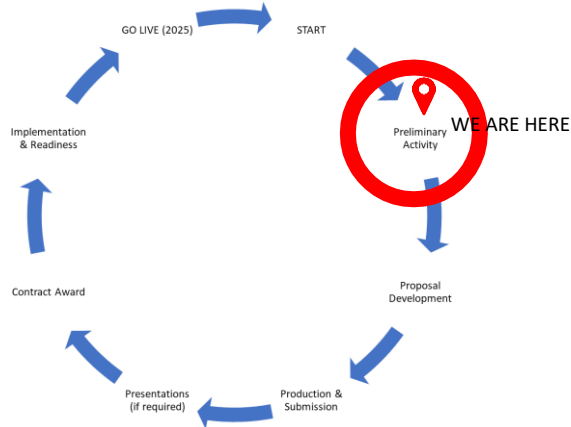 GO LIVE (2025)
START
Preliminary
Activity
WE ARE HERE
Proposal
Development
Production &
Submission
Presentations
(if required)
Contract Award
Implementation
& Readiness